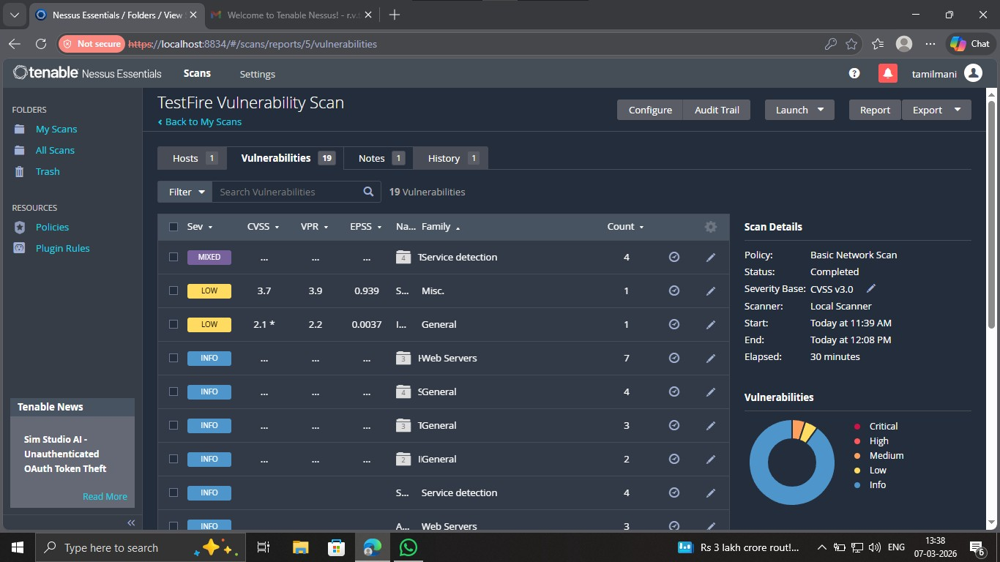 Nessus Essentials / Folders / View
Welcome to Tenable Nessus! - r.v.
Not secure https://localhost:8834/#/scans/reports/5/vulnerabilities
Chat
tenable Nessus Essentials Scans Settings
tamilmani
FOLDERS
My Scans
All Scans
Trash
RESOURCES
Policies
Plugin Rules
Tenable News
Sim Studio AI -
Unauthenticated
OAuth Token Theft
Read More
TestFire Vulnerability Scan
‹ Back to My Scans
Configure Audit Trail Launch Report Export
Hosts 1 Vulnerabilities 19 Notes 1 History 1
Filter Search Vulnerabilities 19 Vulnerabilities
Sev CVSS VPR EPSS Na... Family Count
MIXED ... ... ... 4 Service detection 4
LOW 3.7 3.9 0.939 S... Misc. 1
LOW 2.1 * 2.2 0.0037 I... General 1
INFO ... ... ... 3 Web Servers 7
INFO ... ... ... 4 General 4
INFO ... ... ... 3 General 3
INFO ... ... ... 2 General 2
INFO S... Service detection 4
INFO A... Web Servers 3
Scan Details
Policy: Basic Network Scan
Status: Completed
Severity Base: CVSS v3.0
Scanner: Local Scanner
Start: Today at 11:39 AM
End: Today at 12:08 PM
Elapsed: 30 minutes
Vulnerabilities
Critical
High
Medium
Low
Info
Type here to search
Rs 3 lakh crore rout!...
ENG
13:38
07-03-2026
6